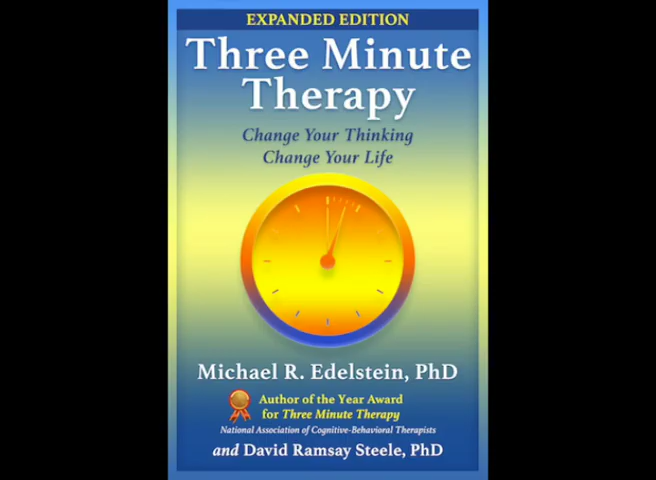 EXPANDED EDITION
Three Minute
Therapy
Change Your Thinking
Change Your Life
Michael R. Edelstein, PhD
Author of the Year Award
for Three Minute Therapy
National Association of Cognitive-Behavioral Therapists
and David Ramsay Steele, PhD